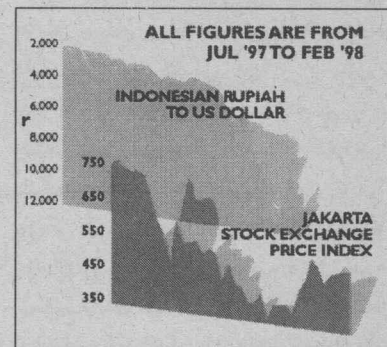 ALL FIGURES ARE FROM
JUL '97 TO FEB '98
2,000
4,000
INDONESIAN RUPIAH
TO US DOLLAR
6,000
r
8,000
10,000
750
12,000
650
JAKARTA
STOCK EXCHANGE
PRICE INDEX
550
450
350